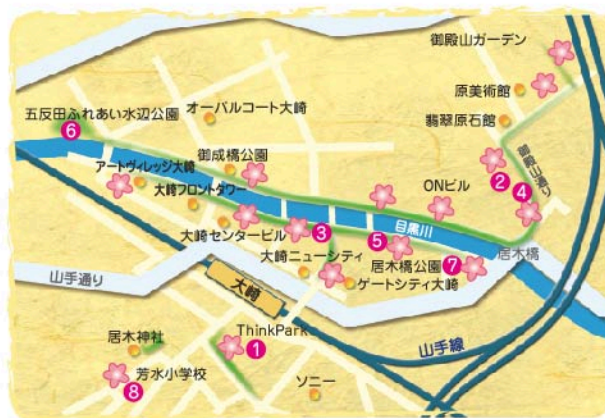 御殿山ガーデン
原美術館
翡翠原石館
御殿山通り
五反田ふれあい水辺公園
6
オーバルコート大崎
アートヴィレッジ大崎
御成橋公園
大崎フロントタワー
ONビル
2
4
大崎センタービル
3
目黒川
5
大崎ニューシティ
居木橋公園
7
居木橋
山手通り
大崎
ゲートシティ大崎
居木神社
ThinkPark
1
山手線
芳水小学校
8
ソニー